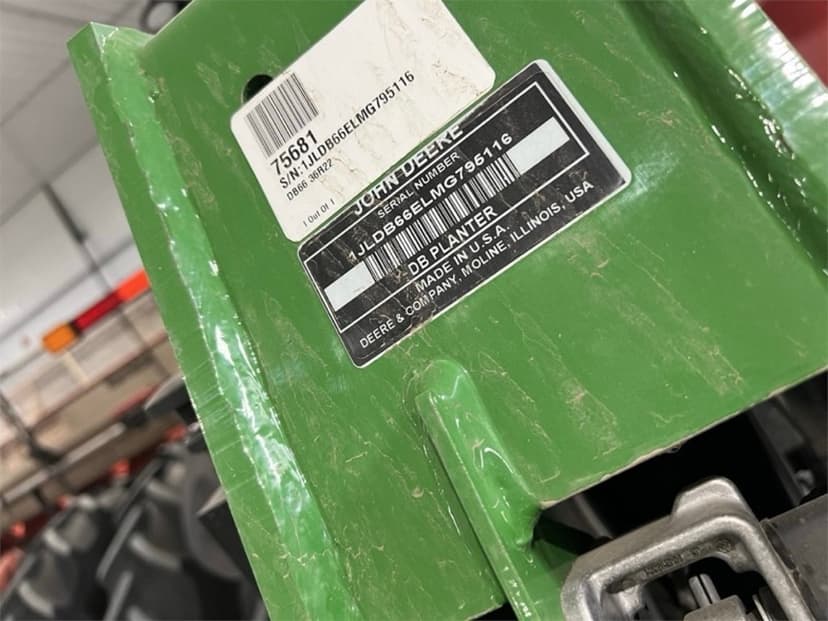 75681
S/N:1JLDB66ELMG795116
DB66 36R22
1 Out Of 1
JOHN DEERE
SERIAL NUMBER
1JLDB66ELMG795116
DB PLANTER
MADE IN U.S.A.
DEERE & COMPANY, MOLINE, ILLINOIS, USA